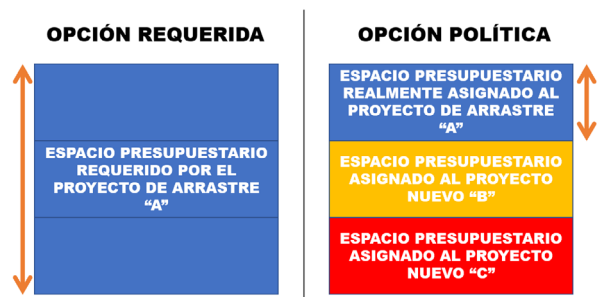 OPCIÓN REQUERIDA
ESPACIO PRESUPUESTARIO
REQUERIDO POR EL
PROYECTO DE ARRASTRE
“A”
OPCIÓN POLÍTICA
ESPACIO PRESUPUESTARIO
REALMENTE ASIGNADO AL
PROYECTO DE ARRASTRE
“A”
ESPACIO PRESUPUESTARIO
ASIGNADO AL PROYECTO
NUEVO “B”
ESPACIO PRESUPUESTARIO
ASIGNADO AL PROYECTO
NUEVO “C”